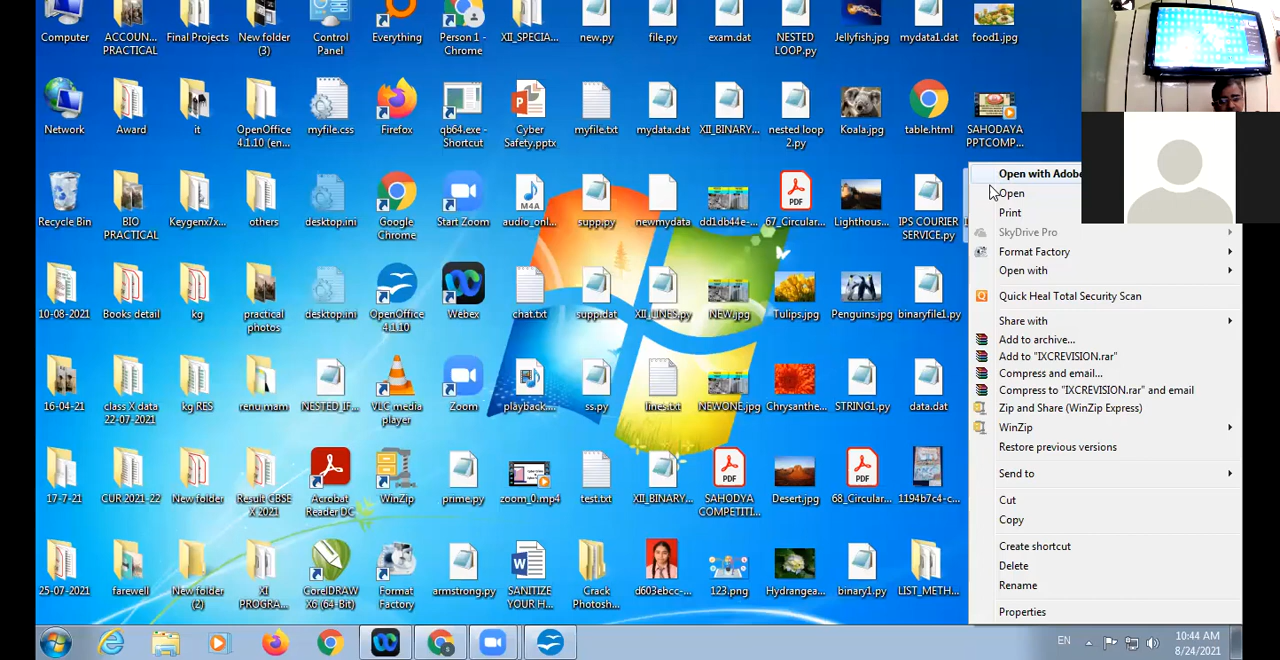 Computer
ACCOUN...
PRACTICAL
Final Projects
New folder
(3)
Control
Panel
Everything
Person 1 -
Chrome
XII_SPECIA...
new.py
file.py
exam.dat
NESTED
LOOP.py
Jellyfish.jpg
mydata1.dat
food1.jpg
Network
Award
it
OpenOffice
4.1.10 (en...
myfile.css
Firefox
qb64.exe -
Shortcut
Cyber
Safety.pptx
myfile.txt
mydata.dat
XII_BINARY...
nested loop
2.py
Koala.jpg
table.html
SAHODAYA
PPTCOMP...
Recycle Bin
BIO
PRACTICAL
Keygenx7x...
others
desktop.ini
Google
Chrome
Start Zoom
audio_onl...
supp.py
newmydata
dd1db44e-...
67_Circular...
Lighthous...
IPS COURIER
SERVICE.py
10-08-2021
Books detail
kg
practical
photos
desktop.ini
OpenOffice
4.1.10
Webex
chat.txt
supp.dat
XII_LINES.py
NEW.jpg
Tulips.jpg
Penguins.jpg
binaryfile1.py
16-04-21
class X data
22-07-2021
kg RES
renu mam
NESTED_IF...
VLC media
player
Zoom
playback...
ss.py
lines.txt
NEWONE.jpg
Chrysanthe...
STRING1.py
data.dat
17-7-21
CUR 2021-22
New folder
Result CBSE
X 2021
Acrobat
Reader DC
WinZip
prime.py
zoom_0.mp4
test.txt
XII_BINARY...
SAHODYA
COMPETITI...
Desert.jpg
68_Circular...
1194b7c4-c...
25-07-2021
farewell
New folder
(2)
XI
PROGRA...
CorelDRAW
X6 (64-Bit)
Format
Factory
armstrong.py
SANITIZE
YOUR H...
Crack
Photosh...
d603ebcc-...
123.png
Hydrangea...
binary1.py
LIST_METH...
Open with Adobe
Open
Print
SkyDrive Pro
Format Factory
Open with
Quick Heal Total Security Scan
Share with
Add to archive...
Add to "IXCREVISION.rar"
Compress and email...
Compress to "IXCREVISION.rar" and email
Zip and Share (WinZip Express)
WinZip
Restore previous versions
Send to
Cut
Copy
Create shortcut
Delete
Rename
Properties
EN
10:44 AM
8/24/2021